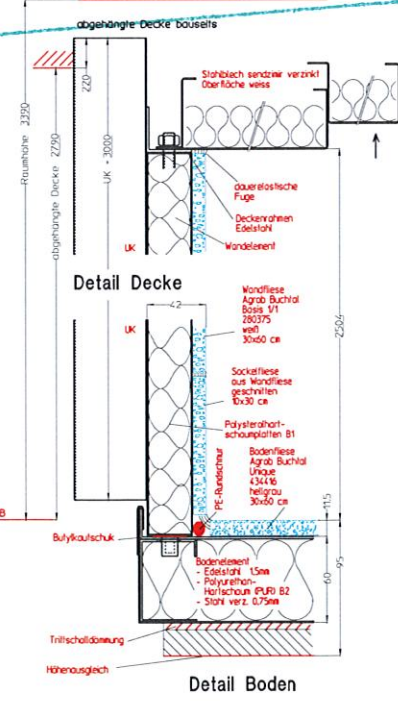 abgehängte Decke bauseits
Stahlblech sendzimir verzinkt
Oberfläche weiss
220
Raumhöhe 3390
abgehängte Decke 2790
UK - 3000
dauerelastische
Fuge
Deckenrahmen
Edelstahl
Wandelement
UK
Detail Decke
42
UK
Wandfliese
Agrob Buchtal
Basis 1/1
280375
weiß
30x60 cm
2504
Sockelfliese
aus Wandfliese
geschnitten
10x30 cm
Polysterolhart-
schaumplatten B1
PE-Rundschnur
Bodenfliese
Agrob Buchtal
Unique
434416
hellgrau
30x60 cm
B
11.5
Butylkautschuk
Bodenelement
- Edelstahl 1,5mm
- Polyurethan-
Hartschaum (PUR) B2
- Stahl verz. 0,75mm
60
95
Trittschalldämmung
Höhenausgleich
Detail Boden